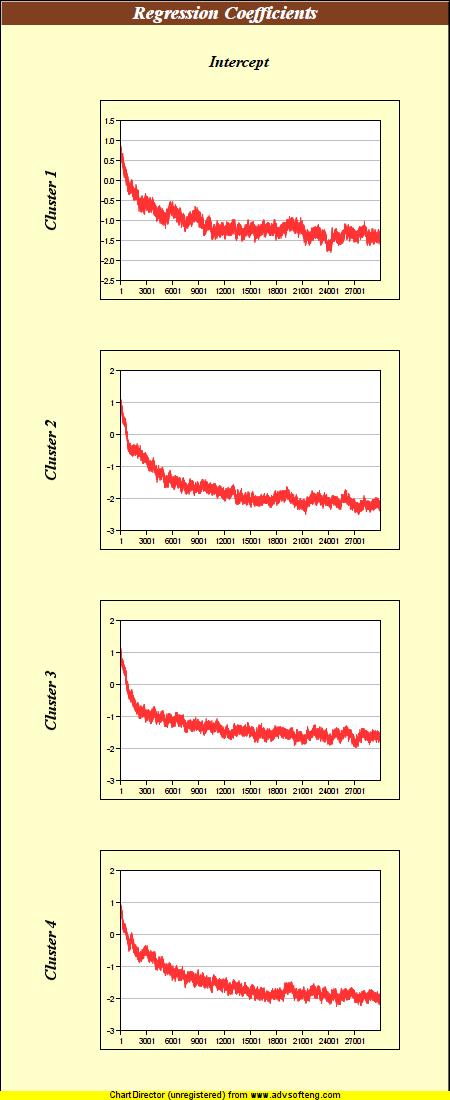 Regression Coefficients
Intercept
Cluster 1
1.5
1.0
0.5
0.0
-0.5
-1.0
-1.5
-2.0
-2.5
1 3001 6001 9001 12001 15001 18001 21001 24001 27001
Cluster 2
2
1
0
-1
-2
-3
1 3001 6001 9001 12001 15001 18001 21001 24001 27001
Cluster 3
2
1
0
-1
-2
-3
1 3001 6001 9001 12001 15001 18001 21001 24001 27001
Cluster 4
2
1
0
-1
-2
-3
1 3001 6001 9001 12001 15001 18001 21001 24001 27001
ChartDirector (unregistered) from www.advsofteng.com